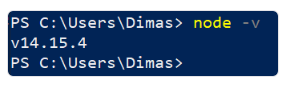 PS C:\Users\Dimas> node -v
v14.15.4
PS C:\Users\Dimas>